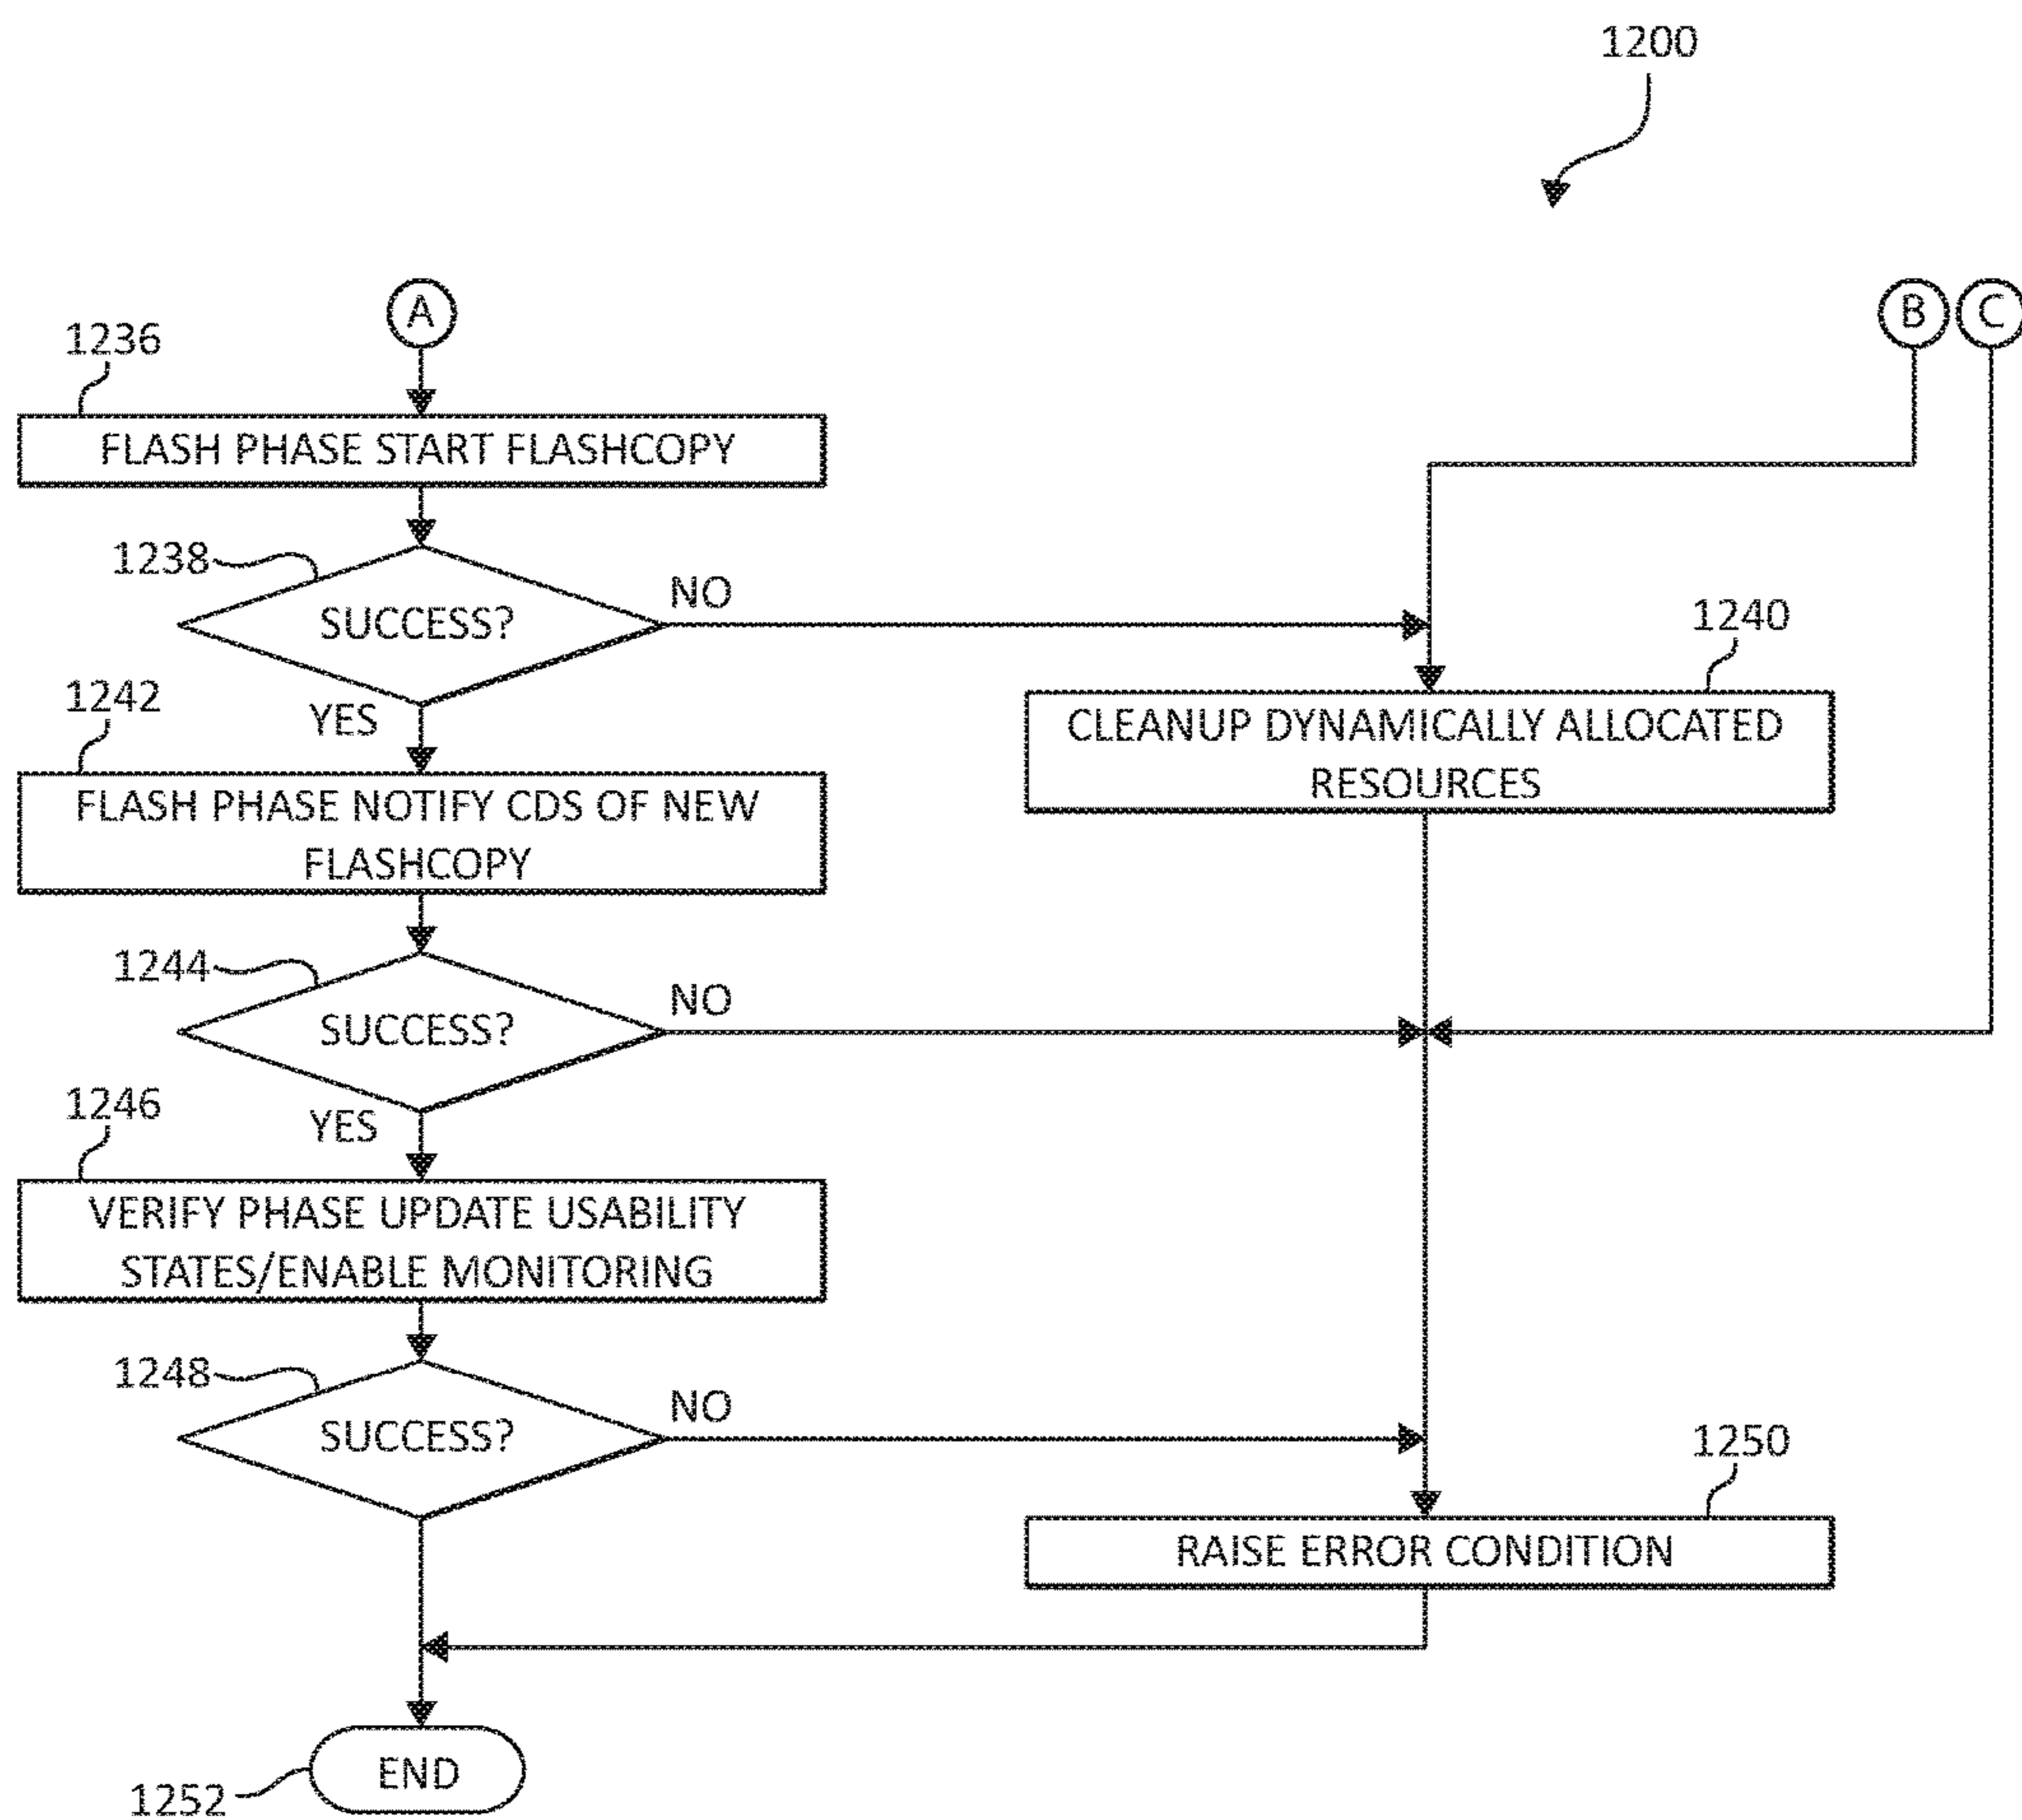 1200
A
B
C
1236
FLASH PHASE START FLASHCOPY
1238
SUCCESS?
NO
YES
1240
CLEANUP DYNAMICALLY ALLOCATED
RESOURCES
1242
FLASH PHASE NOTIFY CDS OF NEW
FLASHCOPY
1244
SUCCESS?
NO
YES
1246
VERIFY PHASE UPDATE USABILITY
STATES/ENABLE MONITORING
1248
SUCCESS?
NO
1250
RAISE ERROR CONDITION
END
1252